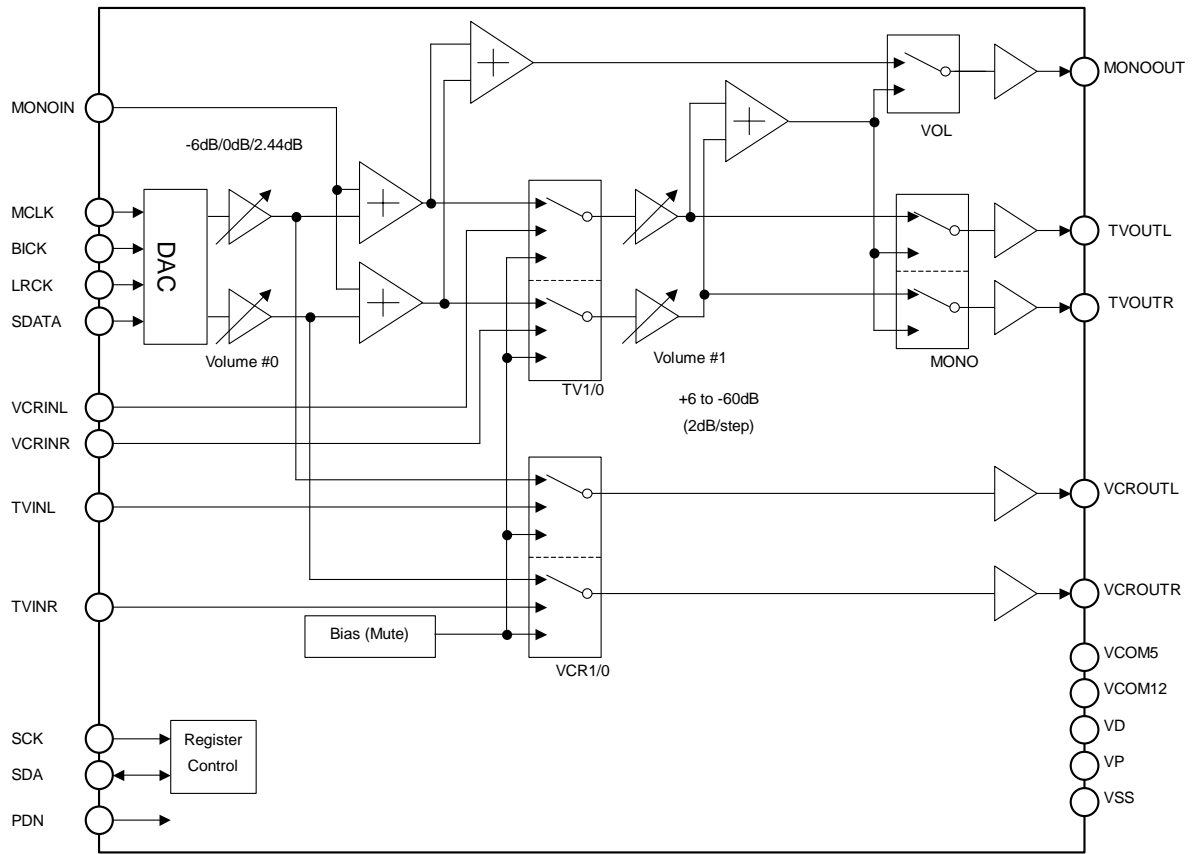 MONOIN
-6dB/0dB/2.44dB
MCLK
BICK
LRCK
SDATA
DAC
Volume #0
VCRINL
VCRINR
TVINL
TVINR
Bias (Mute)
SCK
SDA
PDN
Register
Control
TV1/0
VCR1/0
Volume #1
+6 to -60dB
(2dB/step)
VOL
MONO
MONOOUT
TVOUTL
TVOUTR
VCROUTL
VCROUTR
VCOM5
VCOM12
VD
VP
VSS